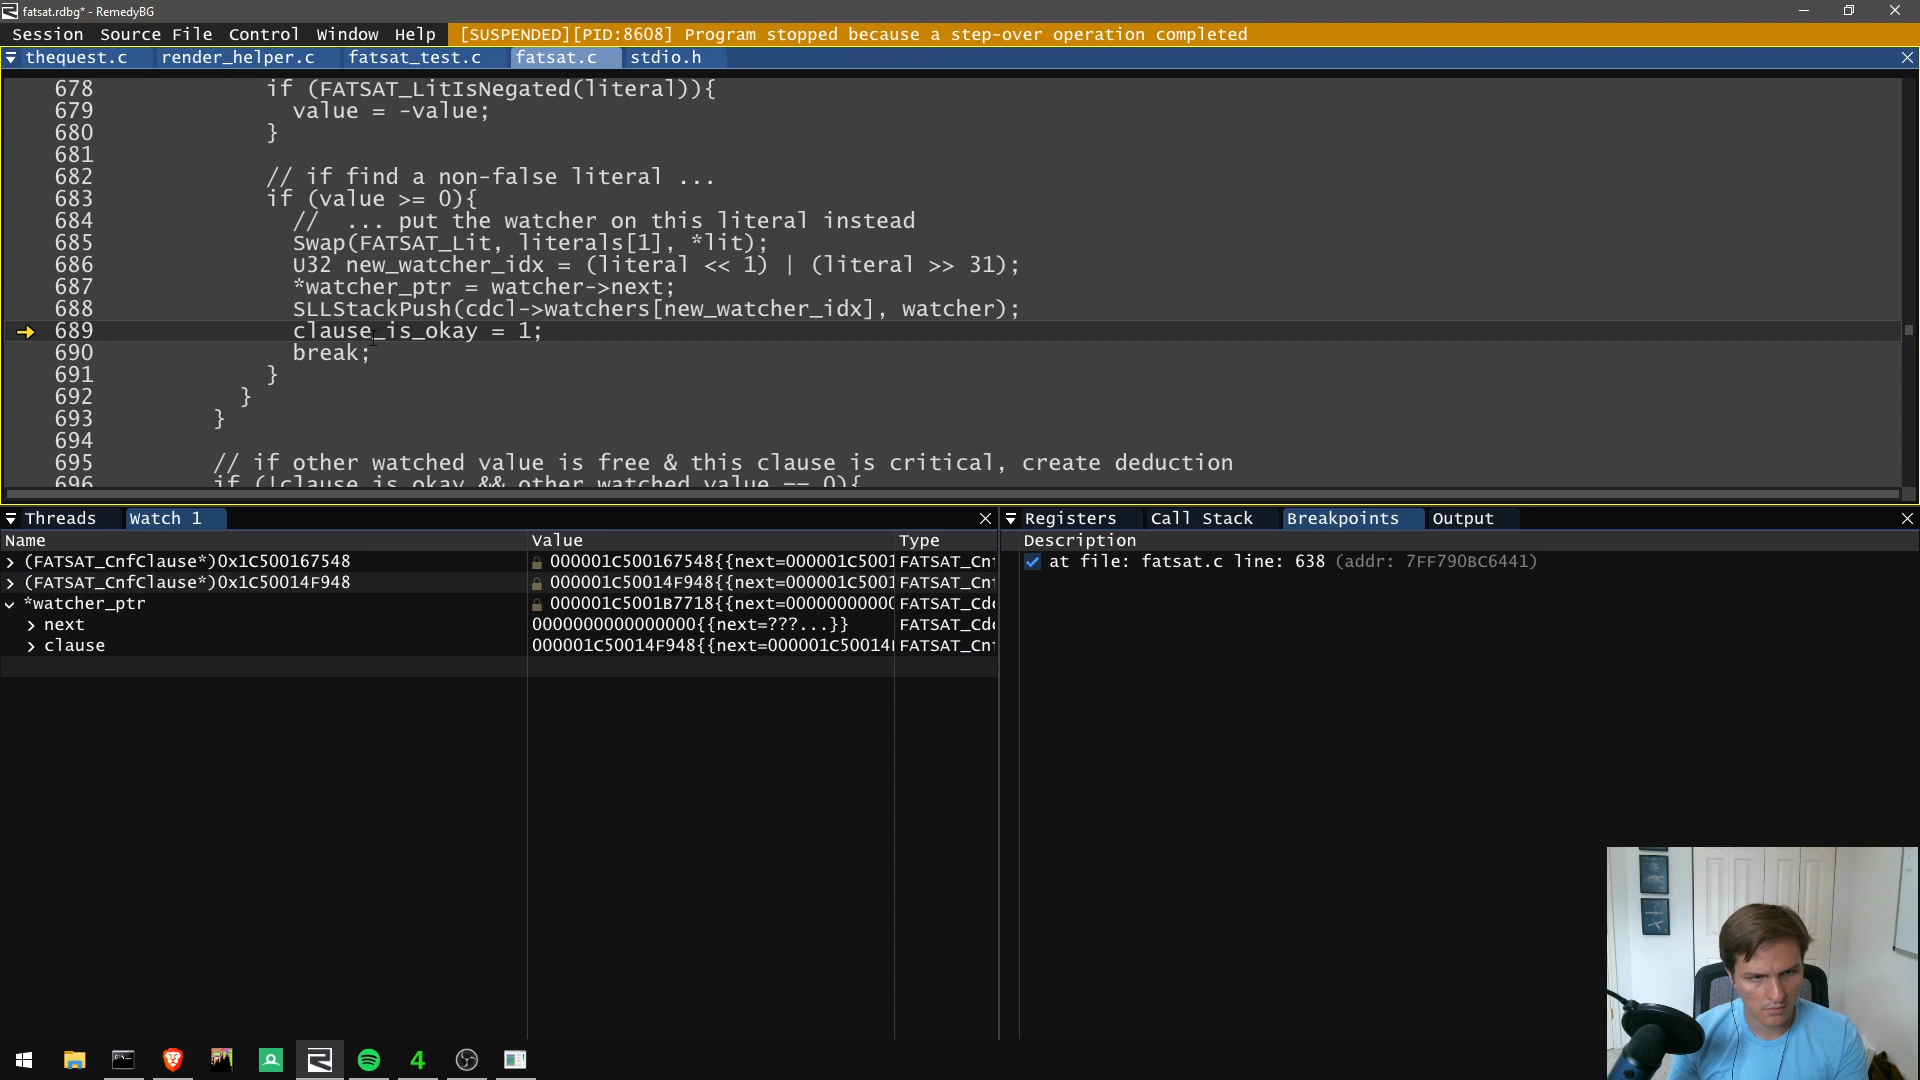 fatsat.rdbg* - RemedyBG
Session Source File Control Window Help [SUSPENDED][PID:8608] Program stopped because a step-over operation completed
thequest.c render_helper.c fatsat_test.c fatsat.c stdio.h
678 if (FATSAT_LitIsNegated(literal)){
679 value = -value;
680 }
681
682 // if find a non-false literal ...
683 if (value >= 0){
684 // ... put the watcher on this literal instead
685 Swap(FATSAT_Lit, literals[1], *lit);
686 U32 new_watcher_idx = (literal << 1) | (literal >> 31);
687 *watcher_ptr = watcher->next;
688 SLLStackPush(cdcl->watchers[new_watcher_idx], watcher);
689 clause_is_okay = 1;
690 break;
691 }
692 }
693 }
694
695 // if other watched value is free & this clause is critical, create deduction
696 if (!clause_is_okay && other_watched_value == 0){
Threads Watch 1
Name Value Type
(FATSAT_CnfClause*)0x1c500167548 000001C500167548{{next=000001C5001 FATSAT_Cn
(FATSAT_CnfClause*)0x1c50014F948 000001C50014F948{{next=000001C5001 FATSAT_Cn
*watcher_ptr 000001C5001B7718{{next=00000000000 FATSAT_Cd
next 0000000000000000{{next=???...}} FATSAT_Cd
clause 000001C50014F948{{next=000001C50014 FATSAT_Cn
Registers Call Stack Breakpoints Output
Description
at file: fatsat.c line: 638 (addr: 7FF790BC6441)
4